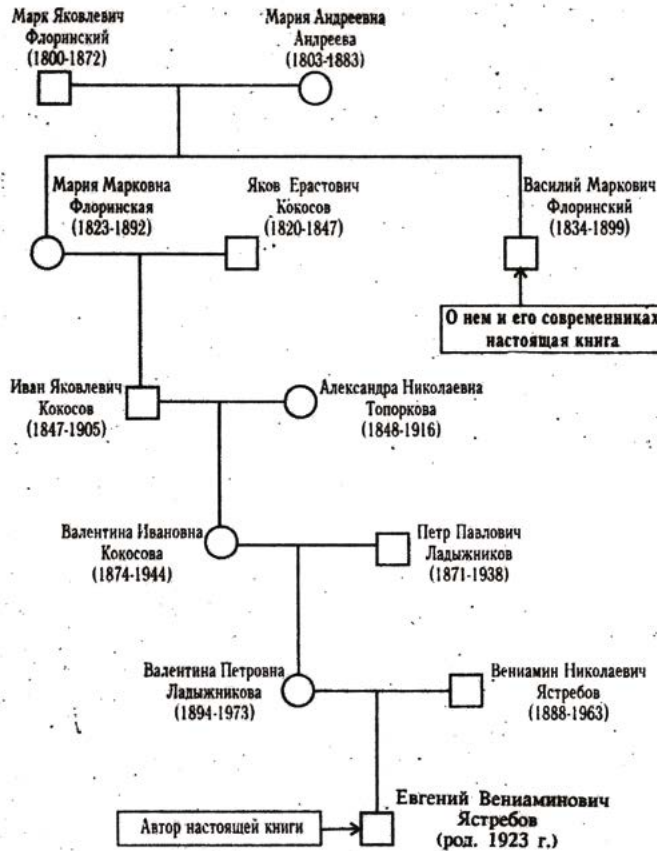 Марк Яковлевич
Флоринский
(1800-1872)
Мария Андреевна
Андреева
(1803-1883)
Мария Марковна
Флоринская
(1823-1892)
Яков Ерастович
Кокосов
(1820-1847)
Василий Маркович
Флоринский
(1834-1899)
О нем и его современниках
настоящая книга
Иван Яковлевич
Кокосов
(1847-1905)
Александра Николаевна
Топоркова
(1848-1916)
Валентина Ивановна
Кокосова
(1874-1944)
Петр Павлович
Ладыжников
(1871-1938)
Валентина Петровна
Ладыжникова
(1894-1973)
Вениамин Николаевич
Ястребов
(1888-1963)
Евгений Вениаминович
Ястребов
(род. 1923 г.)
Автор настоящей книги